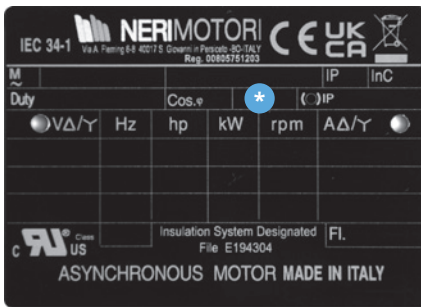 IEC 34-1 NERIMOTORI CE UK CA
Via A. Fleming 6-8 40017 S. Giovanni in Persiceto -BO-ITALY
Reg. 00805751203
M ~ IP InC
Duty Cos.φ * (○)IP
VΔ/Y Hz hp kW rpm AΔ/Y
c RU ® US Class Insulation System Designated Fl.
File E194304
ASYNCHRONOUS MOTOR MADE IN ITALY